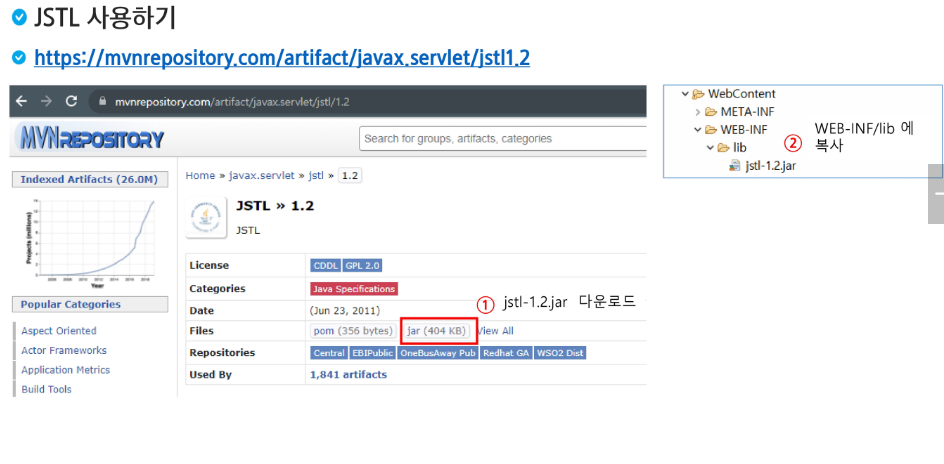 JSTL 사용하기
https://mvnrepository.com/artifact/javax.servlet/jstl1.2
mvnrepository.com/artifact/javax.servlet/jstl/1.2
MVNREPOSITORY
Search for groups, artifacts, categories
Indexed Artifacts (26.0M)
Projects (millions)
Year
Popular Categories
Aspect Oriented
Actor Frameworks
Application Metrics
Build Tools
Home » javax.servlet » jstl » 1.2
JSTL » 1.2
JSTL
License CDDL GPL 2.0
Categories Java Specifications
Date (Jun 23, 2011)
Files pom (356 bytes) jar (404 KB) View All
Repositories Central EBIPublic OneBusAway Pub Redhat GA WSO2 Dist
Used By 1,841 artifacts
① jstl-1.2.jar 다운로드
WebContent
META-INF
WEB-INF
lib
jstl-1.2.jar
② WEB-INF/lib 에
복사